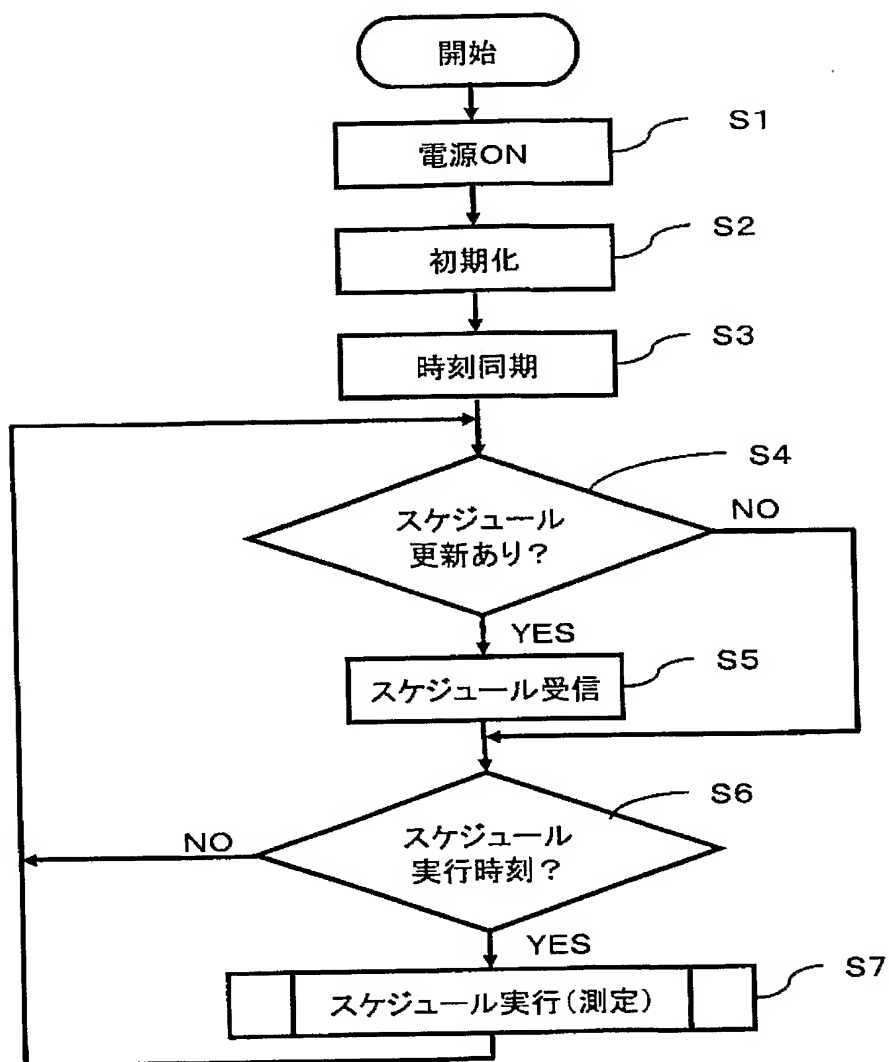 開始
電源ON
S1
初期化
S2
時刻同期
S3
スケジュール
更新あり？
S4
NO
YES
スケジュール受信
S5
スケジュール
実行時刻？
S6
NO
YES
スケジュール実行（測定）
S7